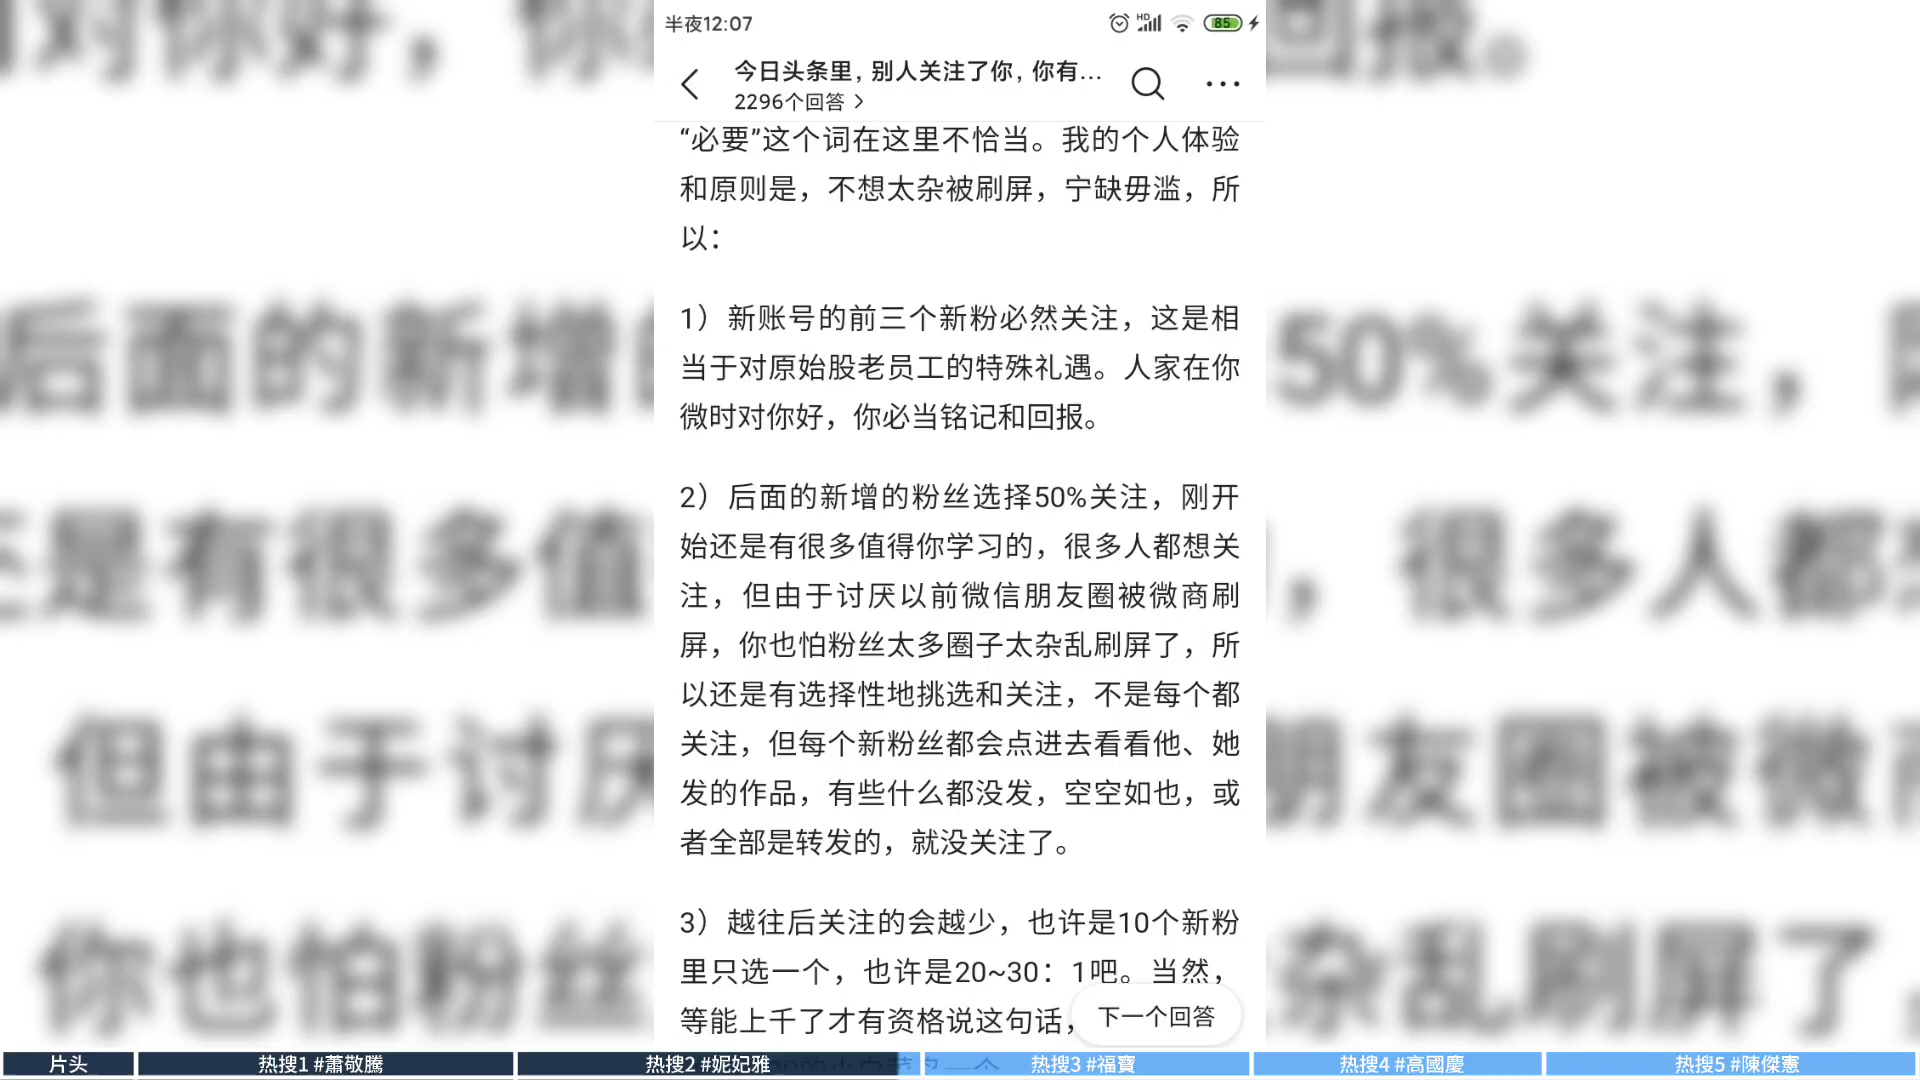 半夜12:07
HD
85
今日头条里，别人关注了你，你有...
2296个回答 >
“必要”这个词在这里不恰当。我的个人体验
和原则是，不想太杂被刷屏，宁缺毋滥，所
以：
1）新账号的前三个新粉必然关注，这是相
当于对原始股老员工的特殊礼遇。人家在你
微时对你好，你必当铭记和回报。
2）后面的新增的粉丝选择50%关注，刚开
始还是有很多值得你学习的，很多人都想关
注，但由于讨厌以前微信朋友圈被微商刷
屏，你也怕粉丝太多圈子太杂乱刷屏了，所
以还是有选择性地挑选和关注，不是每个都
关注，但每个新粉丝都会点进去看看他、她
发的作品，有些什么都没发，空空如也，或
者全部是转发的，就没关注了。
3）越往后关注的会越少，也许是10个新粉
里只选一个，也许是20~30：1吧。当然，
等能上千了才有资格说这句话，
下一个回答
片头
热搜1 #蕭敬騰
热搜2 #妮妃雅
热搜3 #福寶
热搜4 #高國慶
热搜5 #陳傑憲